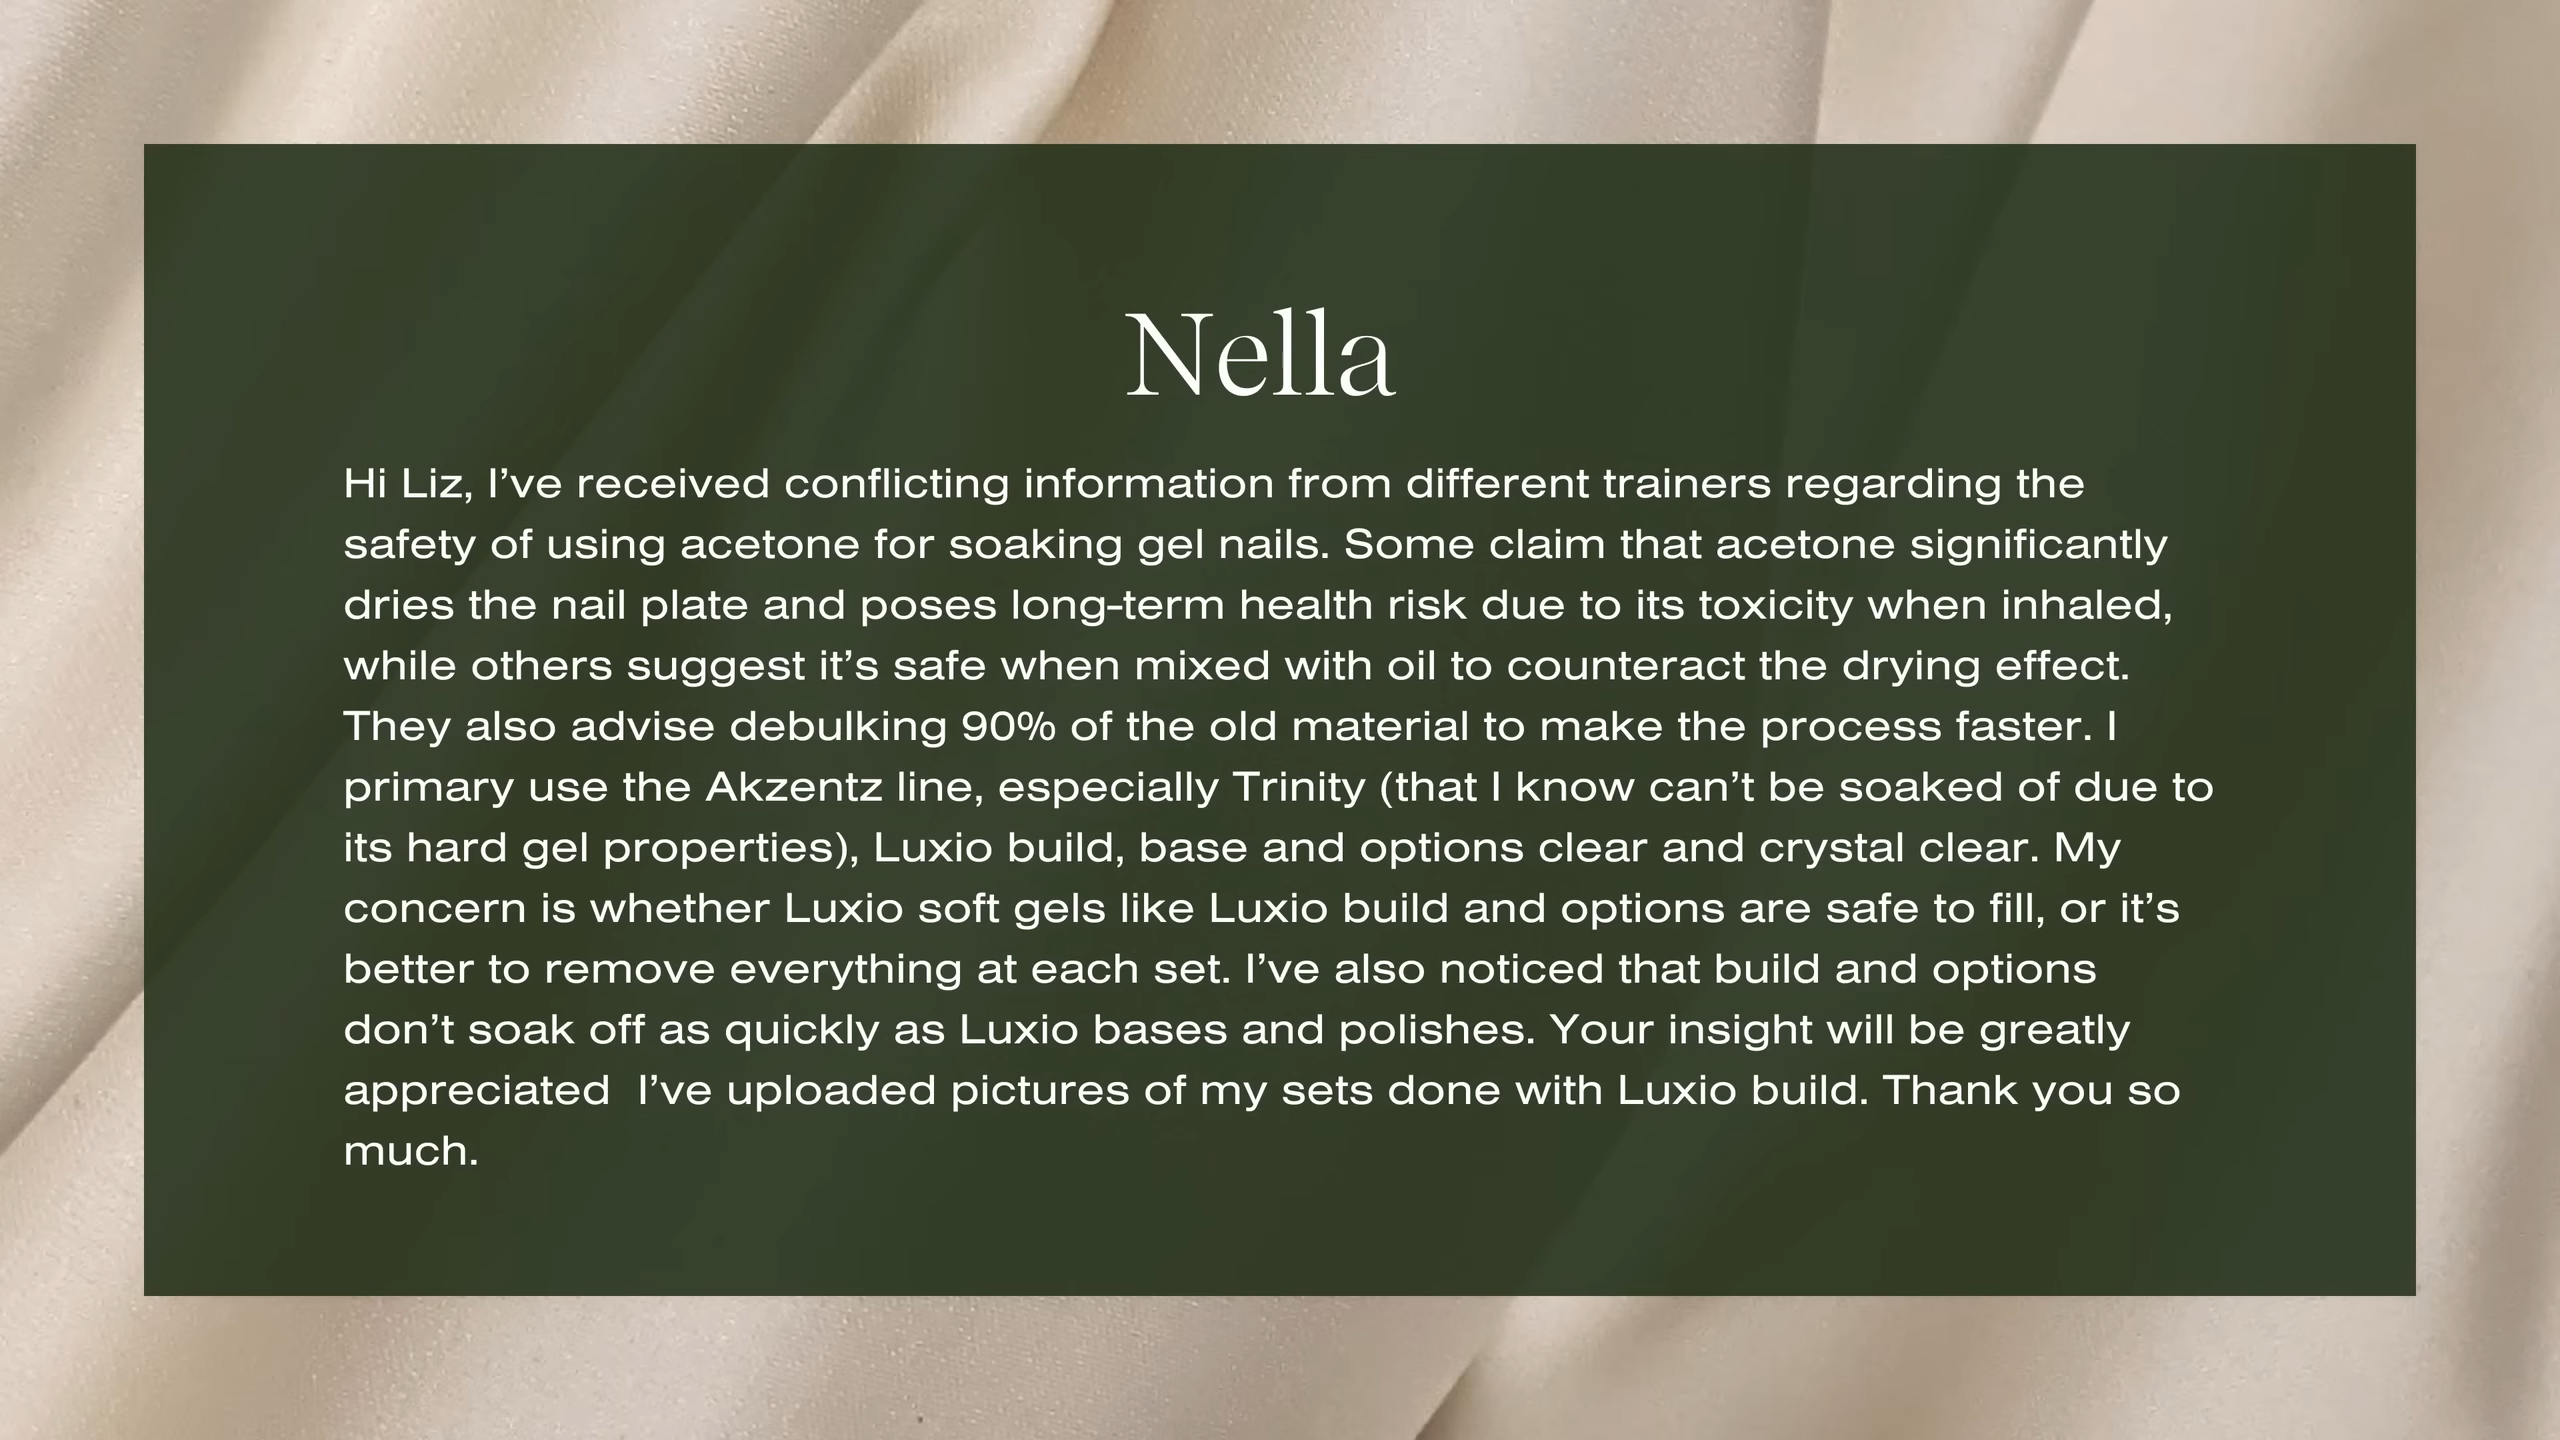 Nella
Hi Liz, I’ve received conflicting information from different trainers regarding the
safety of using acetone for soaking gel nails. Some claim that acetone significantly
dries the nail plate and poses long-term health risk due to its toxicity when inhaled,
while others suggest it’s safe when mixed with oil to counteract the drying effect.
They also advise debulking 90% of the old material to make the process faster. I
primary use the Akzentz line, especially Trinity (that I know can’t be soaked of due to
its hard gel properties), Luxio build, base and options clear and crystal clear. My
concern is whether Luxio soft gels like Luxio build and options are safe to fill, or it’s
better to remove everything at each set. I’ve also noticed that build and options
don’t soak off as quickly as Luxio bases and polishes. Your insight will be greatly
appreciated  I’ve uploaded pictures of my sets done with Luxio build. Thank you so
much.